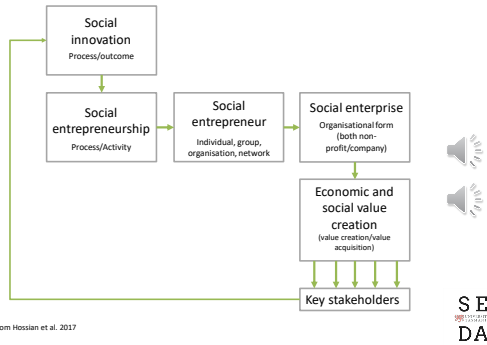 Social
innovation
Process/outcome
Social
entrepreneurship
Process/Activity
Social
entrepreneur
Individual, group,
organisation, network
Social enterprise
Organisational form
(both non-
profit/company)
Economic and
social value
creation
(value creation/value
acquisition)
Key stakeholders
om Hossian et al. 2017
S E
DA